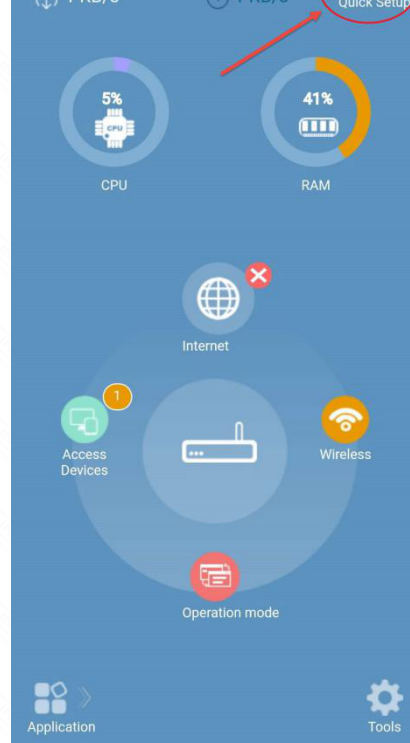 Quick Setup
5%
CPU
41%
CPU
RAM
Internet
1
Access
Devices
Wireless
Operation mode
Application
Tools